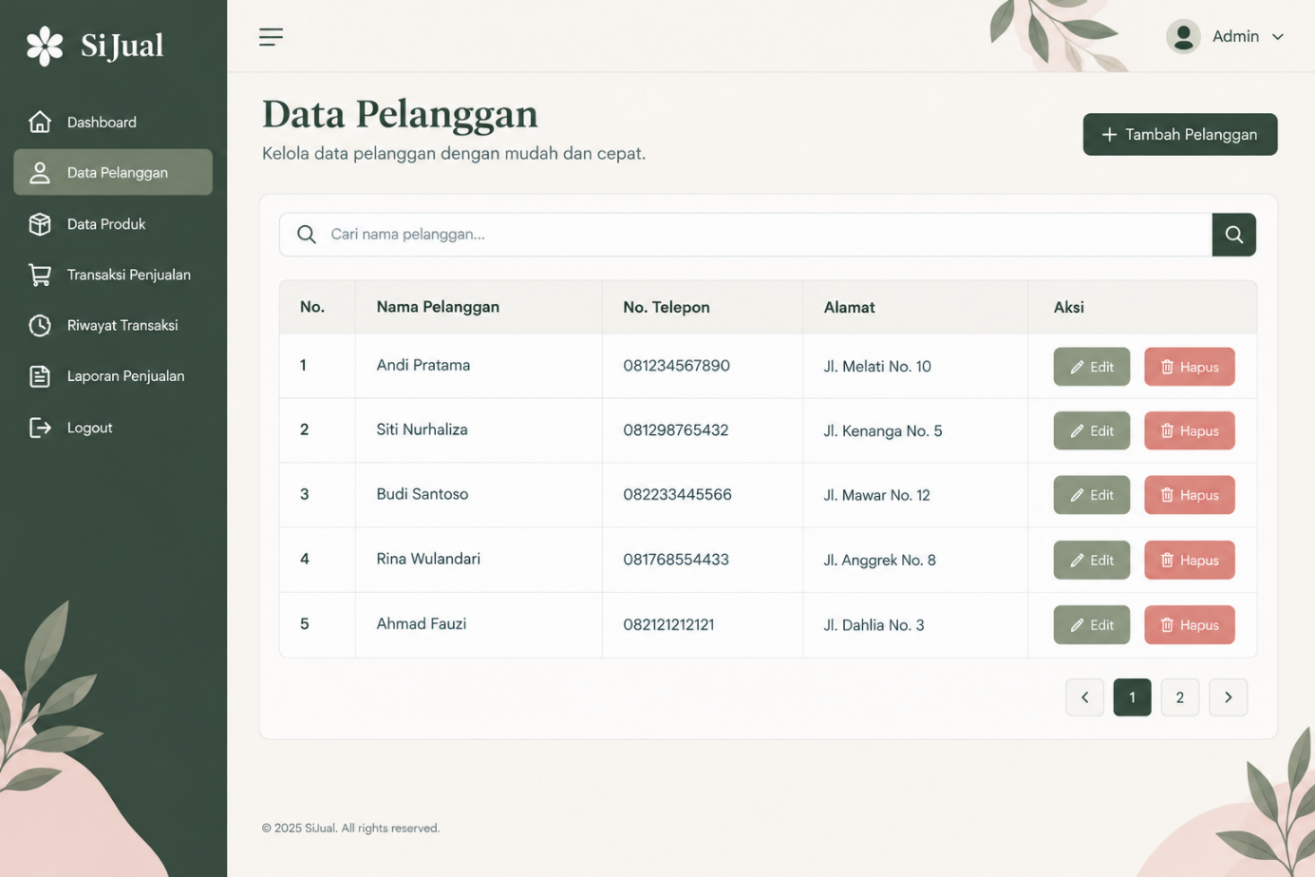 SiJual
Admin
Dashboard
Data Pelanggan
Data Produk
Transaksi Penjualan
Riwayat Transaksi
Laporan Penjualan
Logout
Data Pelanggan
Kelola data pelanggan dengan mudah dan cepat.
Tambah Pelanggan
Cari nama pelanggan...
No. Nama Pelanggan No. Telepon Alamat Aksi
1 Andi Pratama 081234567890 Jl. Melati No. 10 Edit Hapus
2 Siti Nurhaliza 081298765432 Jl. Kenanga No. 5 Edit Hapus
3 Budi Santoso 082233445566 Jl. Mawar No. 12 Edit Hapus
4 Rina Wulandari 081768554433 Jl. Anggrek No. 8 Edit Hapus
5 Ahmad Fauzi 082121212121 Jl. Dahlia No. 3 Edit Hapus
1 2
© 2025 SiJual. All rights reserved.